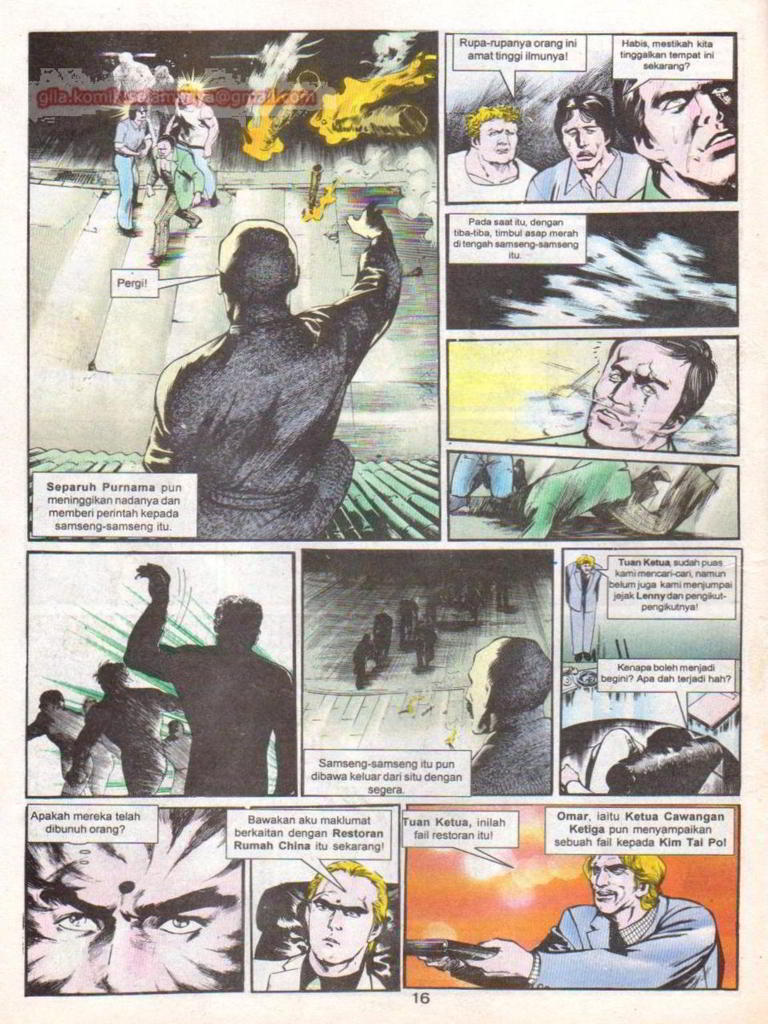 gila.komik.selamanya@gmail.com
Pergi!
Separuh Purnama pun
meninggikan nadanya dan
memberi perintah kepada
samseng-samseng itu.
Rupa-rupanya orang ini
amat tinggi ilmunya!
Habis, mestikah kita
tinggalkan tempat ini
sekarang?
Pada saat itu, dengan
tiba-tiba, timbul asap merah
di tengah samseng-samseng
itu.
Samseng-samseng itu pun
dibawa keluar dari situ dengan
segera.
Tuan Ketua, sudah puas
kami mencari-cari, namun
belum juga kami menjumpai
jejak Lenny dan pengikut-
pengikutnya!
Kenapa boleh menjadi
begini? Apa dah terjadi hah?
Apakah mereka telah
dibunuh orang?
Bawakan aku maklumat
berkaitan dengan Restoran
Rumah China itu sekarang!
Tuan Ketua, inilah
fail restoran itu!
Omar, iaitu Ketua Cawangan
Ketiga pun menyampaikan
sebuah fail kepada Kim Tai Po!
16